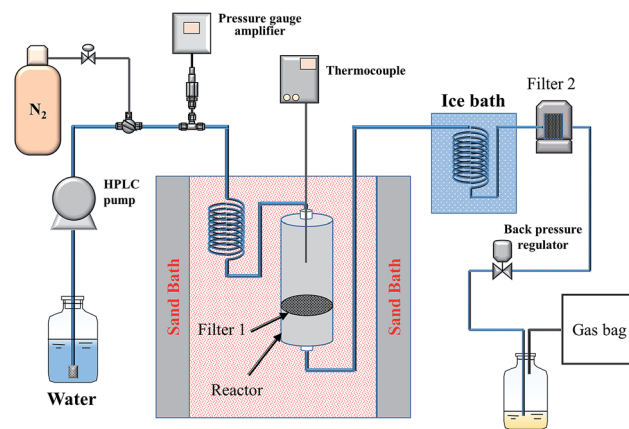 Pressure gauge
amplifier
Thermocouple
Filter 2
Ice bath
N2
HPLC
pump
Back pressure
regulator
Sand Bath
Sand Bath
Filter 1
Gas bag
Reactor
Water